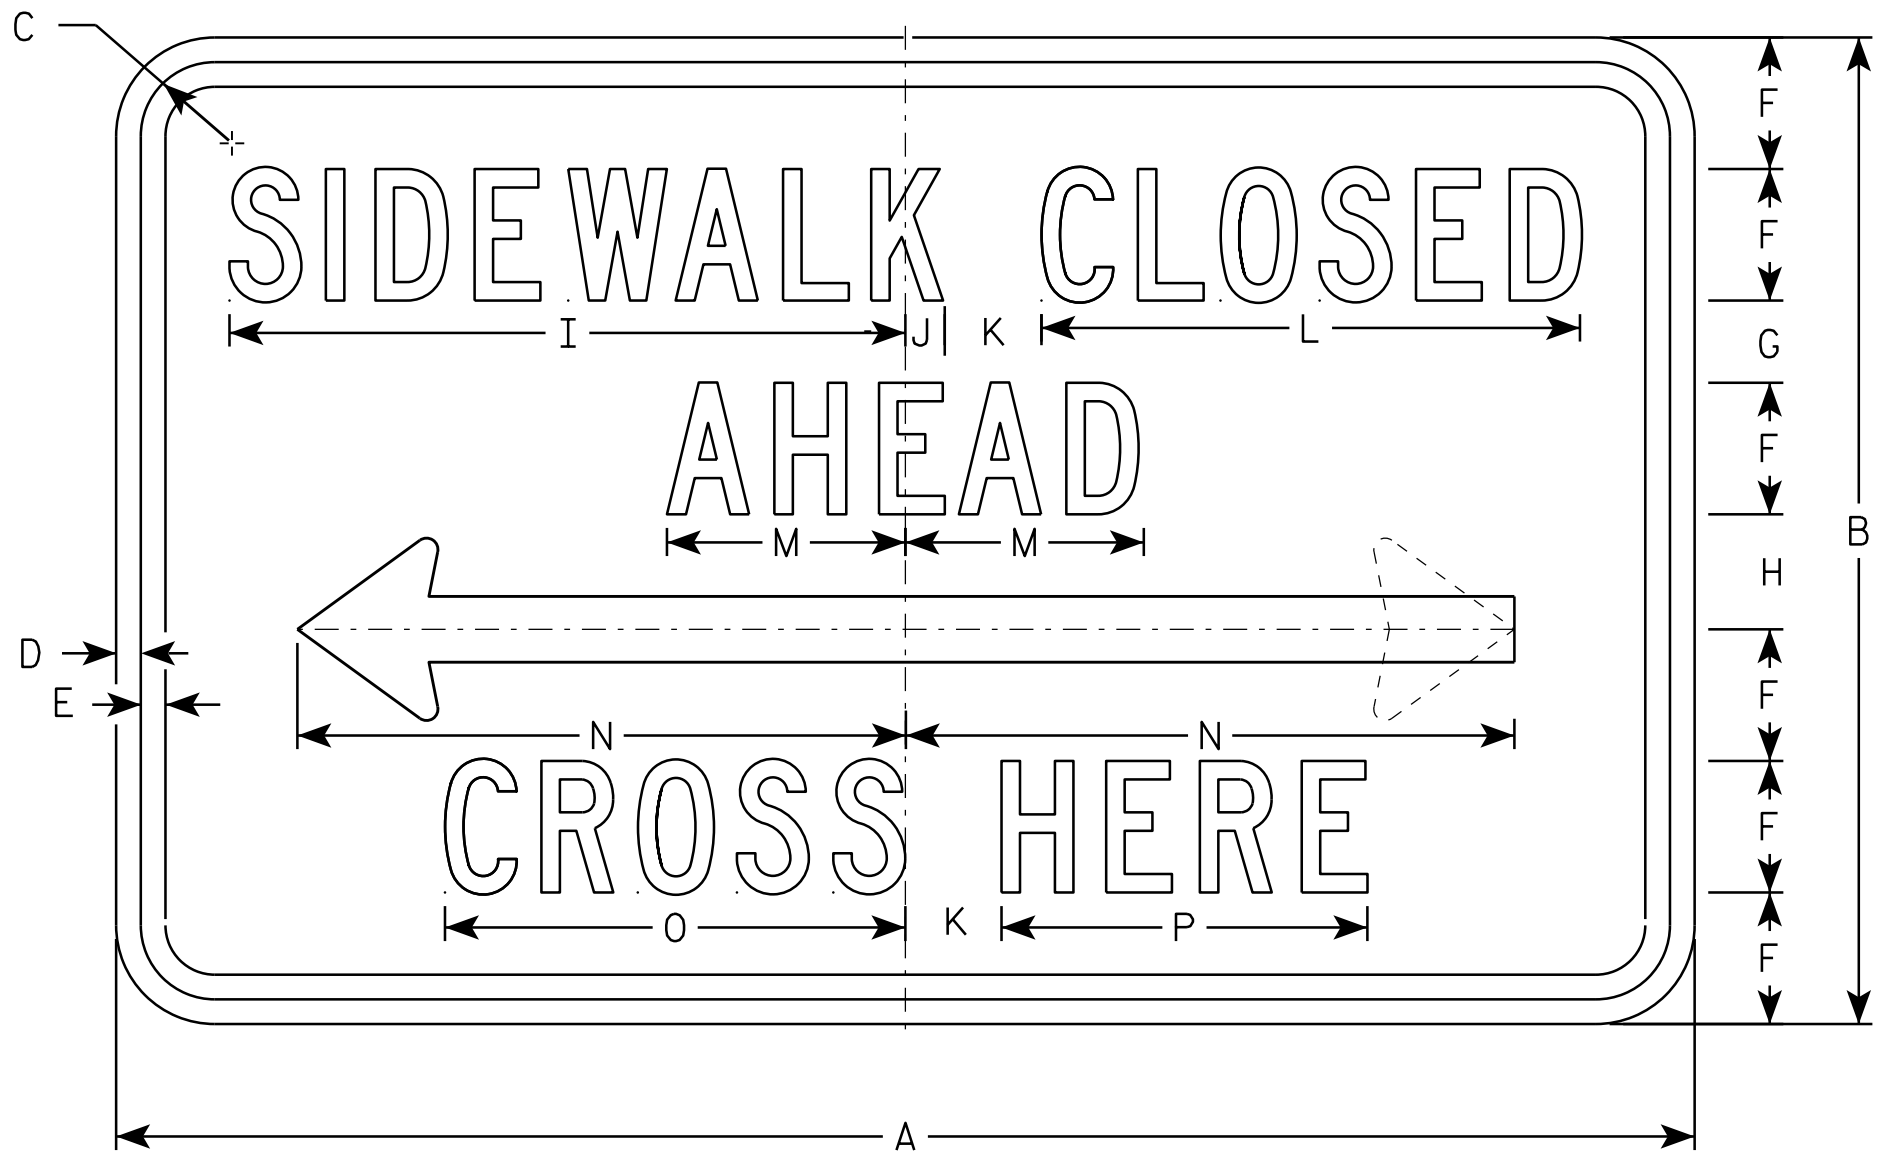 C
F
SIDEWALK CLOSED
F
I J K L
G
AHEAD
F
M M
B
H
D
E
F
N N
CROSS HERE
F
O K P
F
A